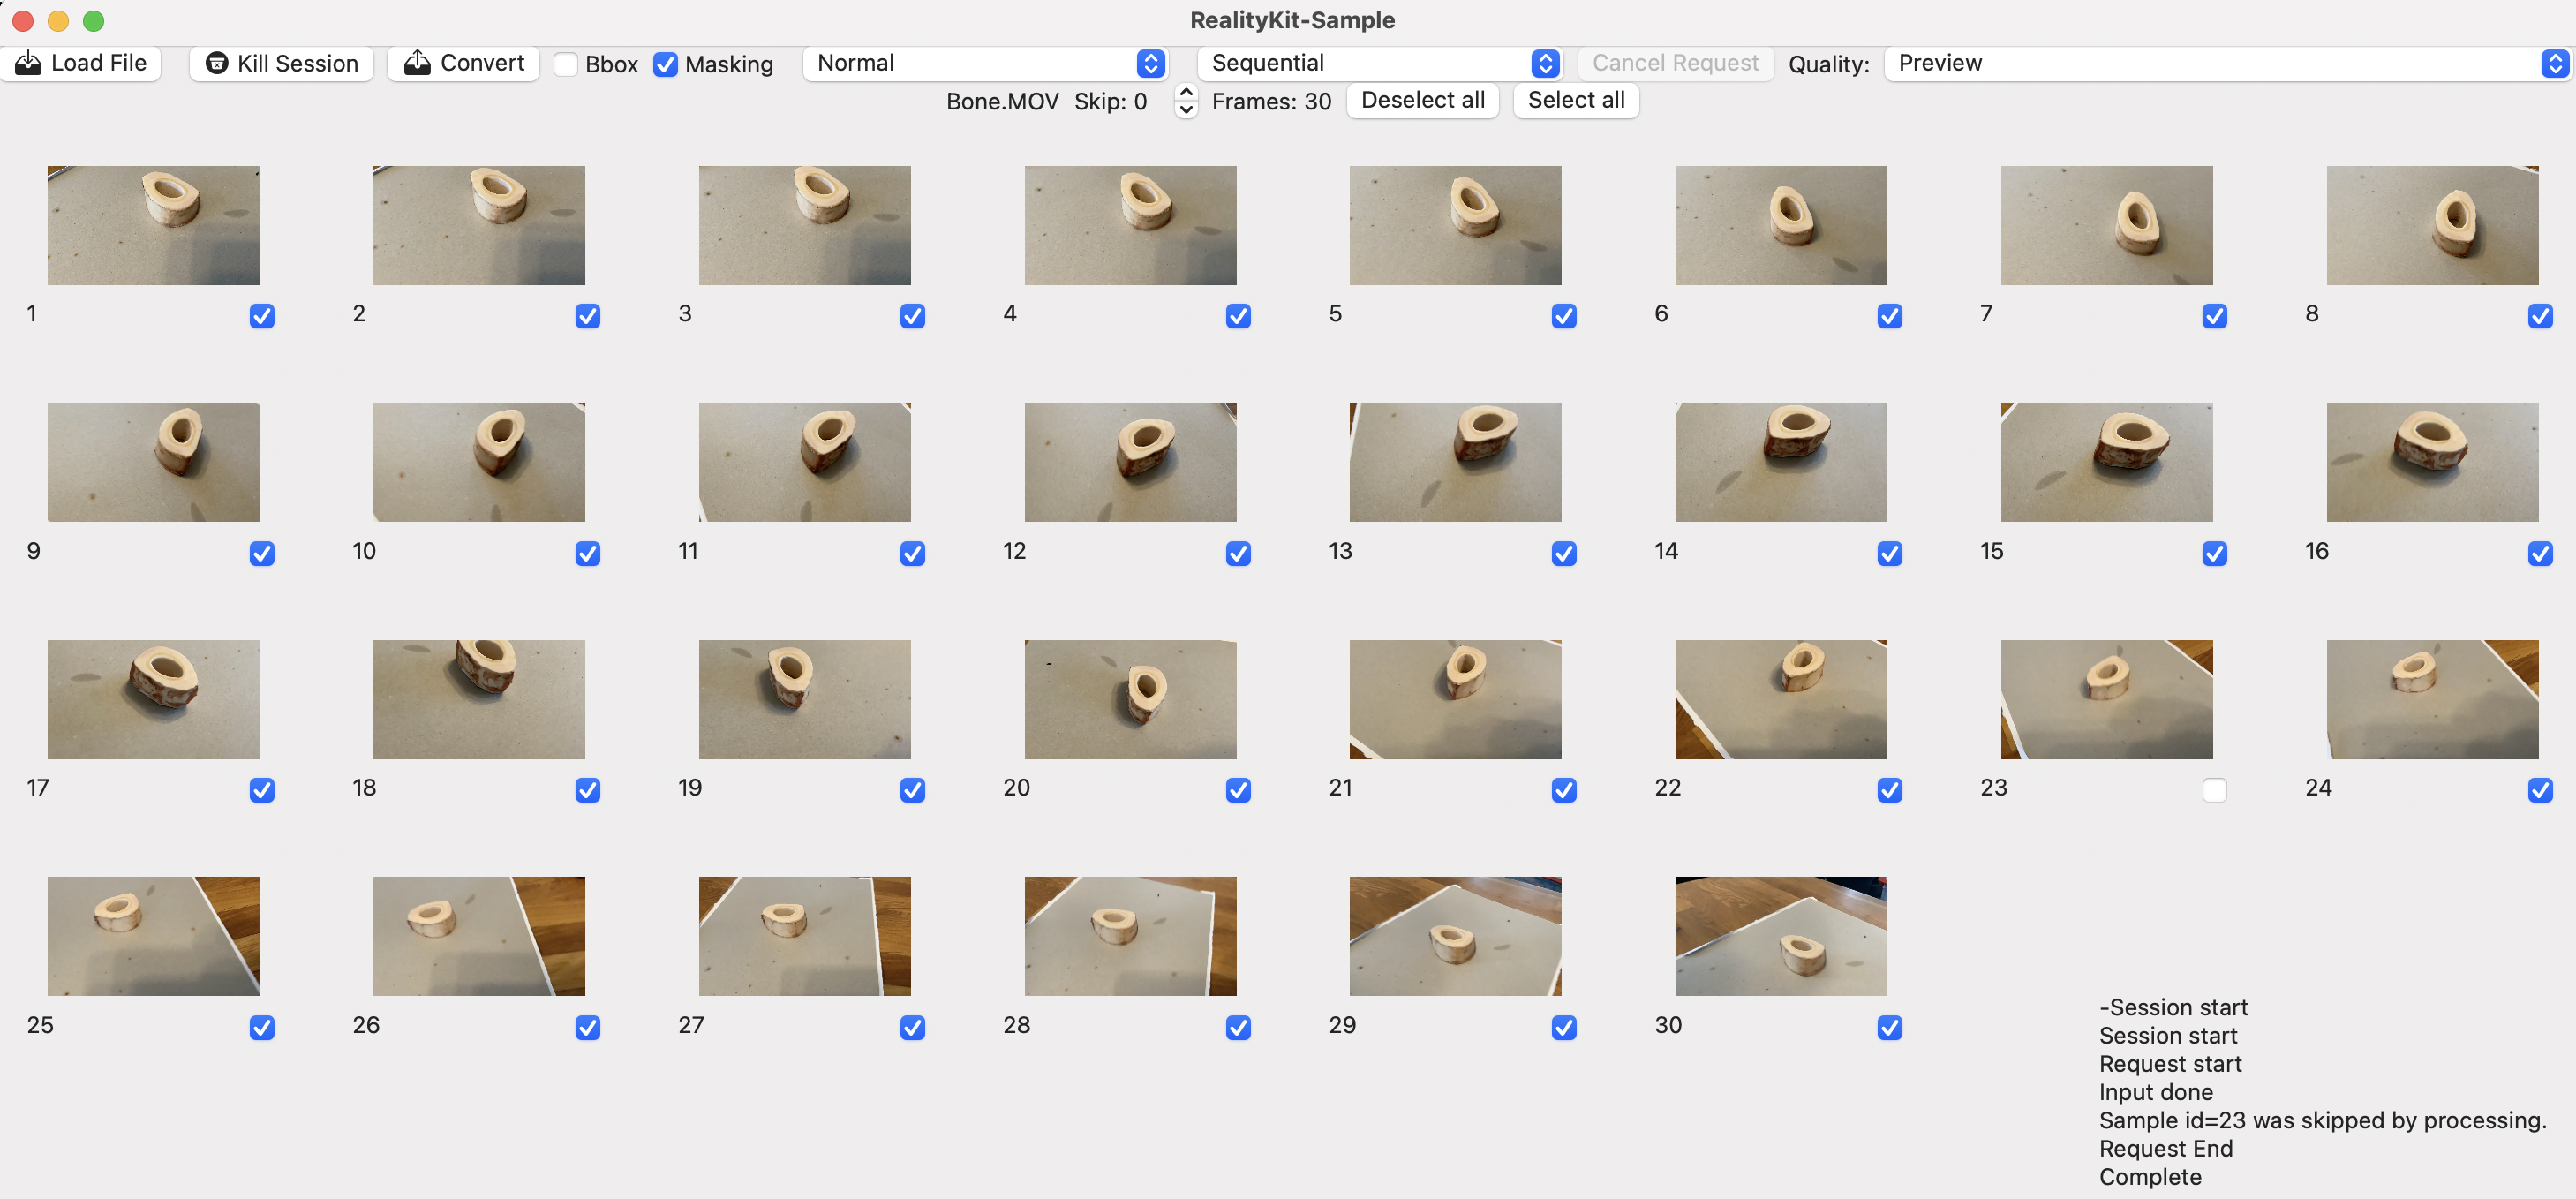 RealityKit-Sample
Load File Kill Session Convert Bbox Masking Normal Sequential Cancel Request Quality: Preview
Bone.MOV Skip: 0 Frames: 30 Deselect all Select all
1 2 3 4 5 6 7 8
9 10 11 12 13 14 15 16
17 18 19 20 21 22 23 24
25 26 27 28 29 30
-Session start
Session start
Request start
Input done
Sample id=23 was skipped by processing.
Request End
Complete